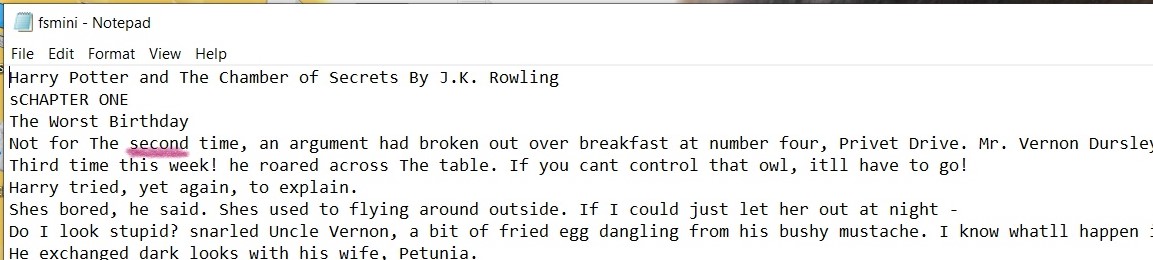 fsmini - Notepad
File Edit Format View Help
Harry Potter and The Chamber of Secrets By J.K. Rowling
sCHAPTER ONE
The Worst Birthday
Not for The second time, an argument had broken out over breakfast at number four, Privet Drive. Mr. Vernon Dursley
Third time this week! he roared across The table. If you cant control that owl, itll have to go!
Harry tried, yet again, to explain.
Shes bored, he said. Shes used to flying around outside. If I could just let her out at night -
Do I look stupid? snarled Uncle Vernon, a bit of fried egg dangling from his bushy mustache. I know whatll happen
He exchanged dark looks with his wife, Petunia.